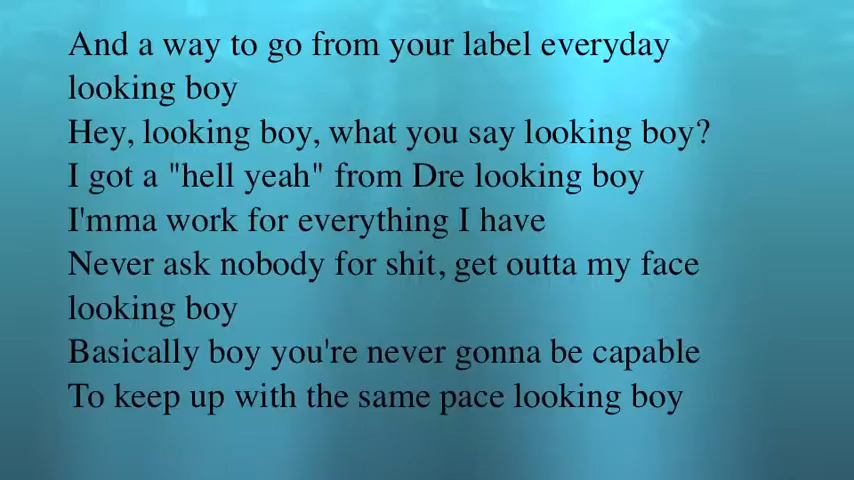 And a way to go from your label everyday
looking boy
Hey, looking boy, what you say looking boy?
I got a "hell yeah" from Dre looking boy
I'mma work for everything I have
Never ask nobody for shit, get outta my face
looking boy
Basically boy you're never gonna be capable
To keep up with the same pace looking boy